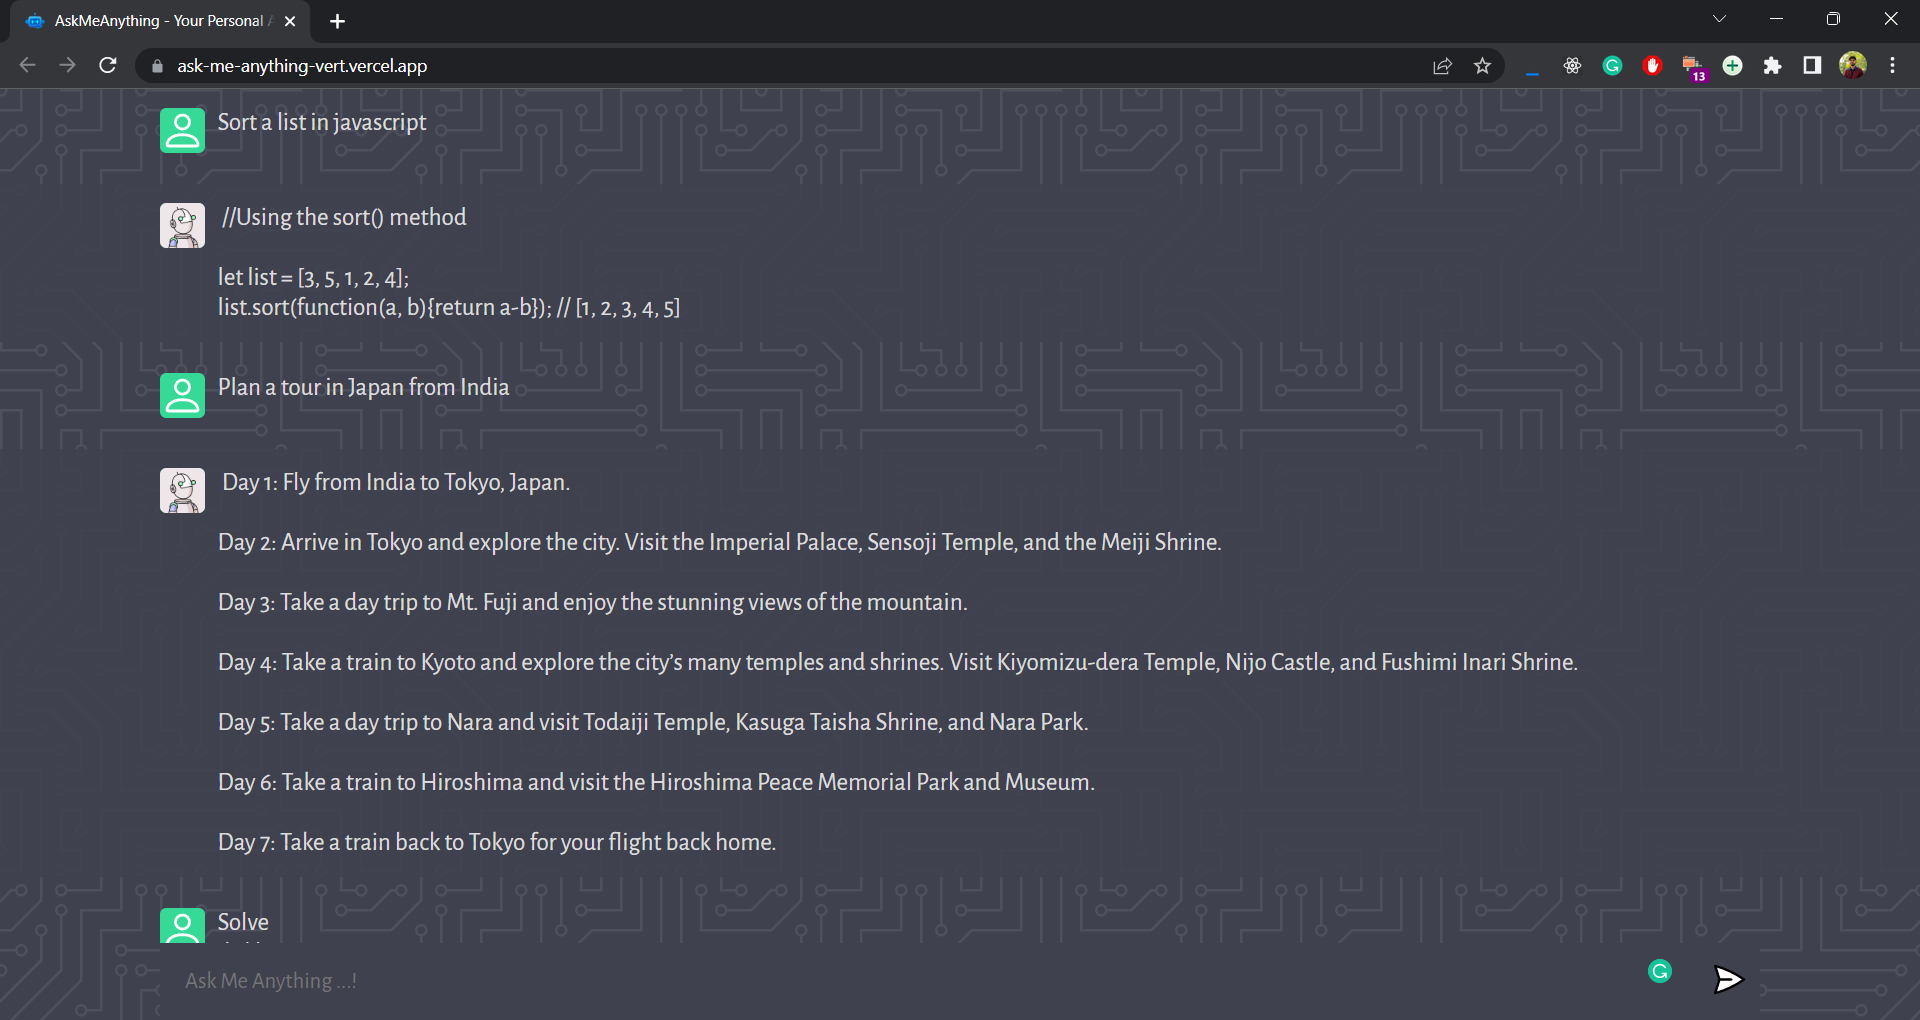 AskMeAnything - Your Personal
ask-me-anything-vert.vercel.app
13
Sort a list in javascript
//Using the sort() method
let list = [3, 5, 1, 2, 4];
list.sort(function(a, b){return a-b}); // [1, 2, 3, 4, 5]
Plan a tour in Japan from India
Day 1: Fly from India to Tokyo, Japan.
Day 2: Arrive in Tokyo and explore the city. Visit the Imperial Palace, Sensoji Temple, and the Meiji Shrine.
Day 3: Take a day trip to Mt. Fuji and enjoy the stunning views of the mountain.
Day 4: Take a train to Kyoto and explore the city's many temples and shrines. Visit Kiyomizu-dera Temple, Nijo Castle, and Fushimi Inari Shrine.
Day 5: Take a day trip to Nara and visit Todaiji Temple, Kasuga Taisha Shrine, and Nara Park.
Day 6: Take a train to Hiroshima and visit the Hiroshima Peace Memorial Park and Museum.
Day 7: Take a train back to Tokyo for your flight back home.
Solve
Ask Me Anything ...!